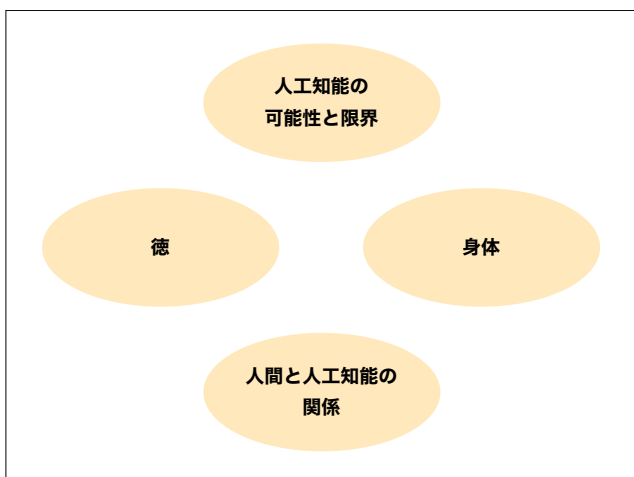 人工知能の
可能性と限界
徳
身体
人間と人工知能の
関係